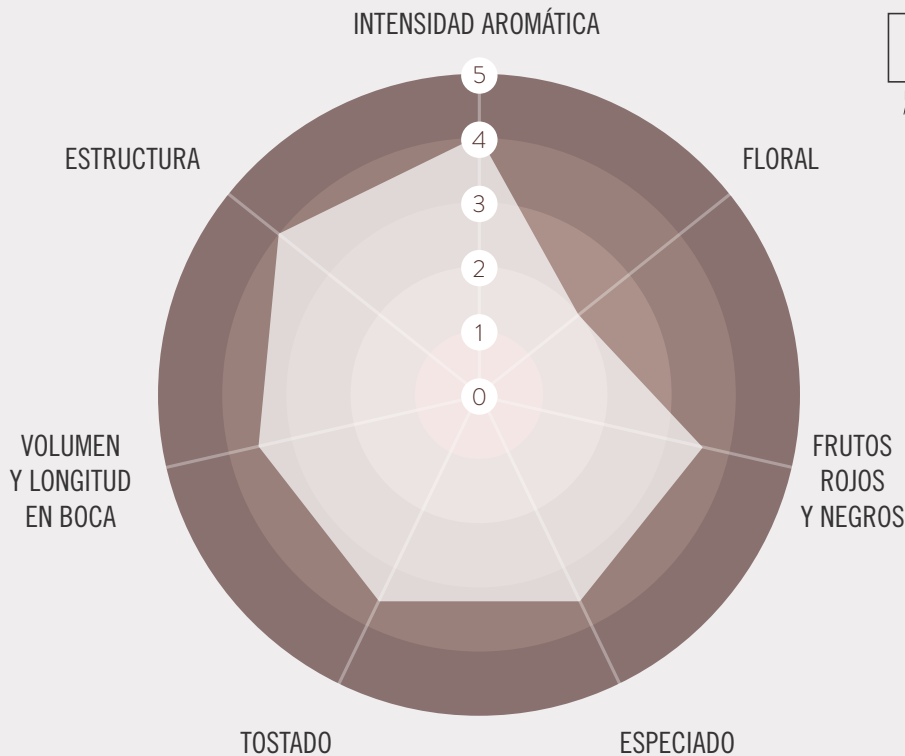 INTENSIDAD AROMÁTICA
5
4
3
2
1
0
FLORAL
FRUTOS
ROJOS
Y NEGROS
ESPECIADO
TOSTADO
VOLUMEN
Y LONGITUD
EN BOCA
ESTRUCTURA